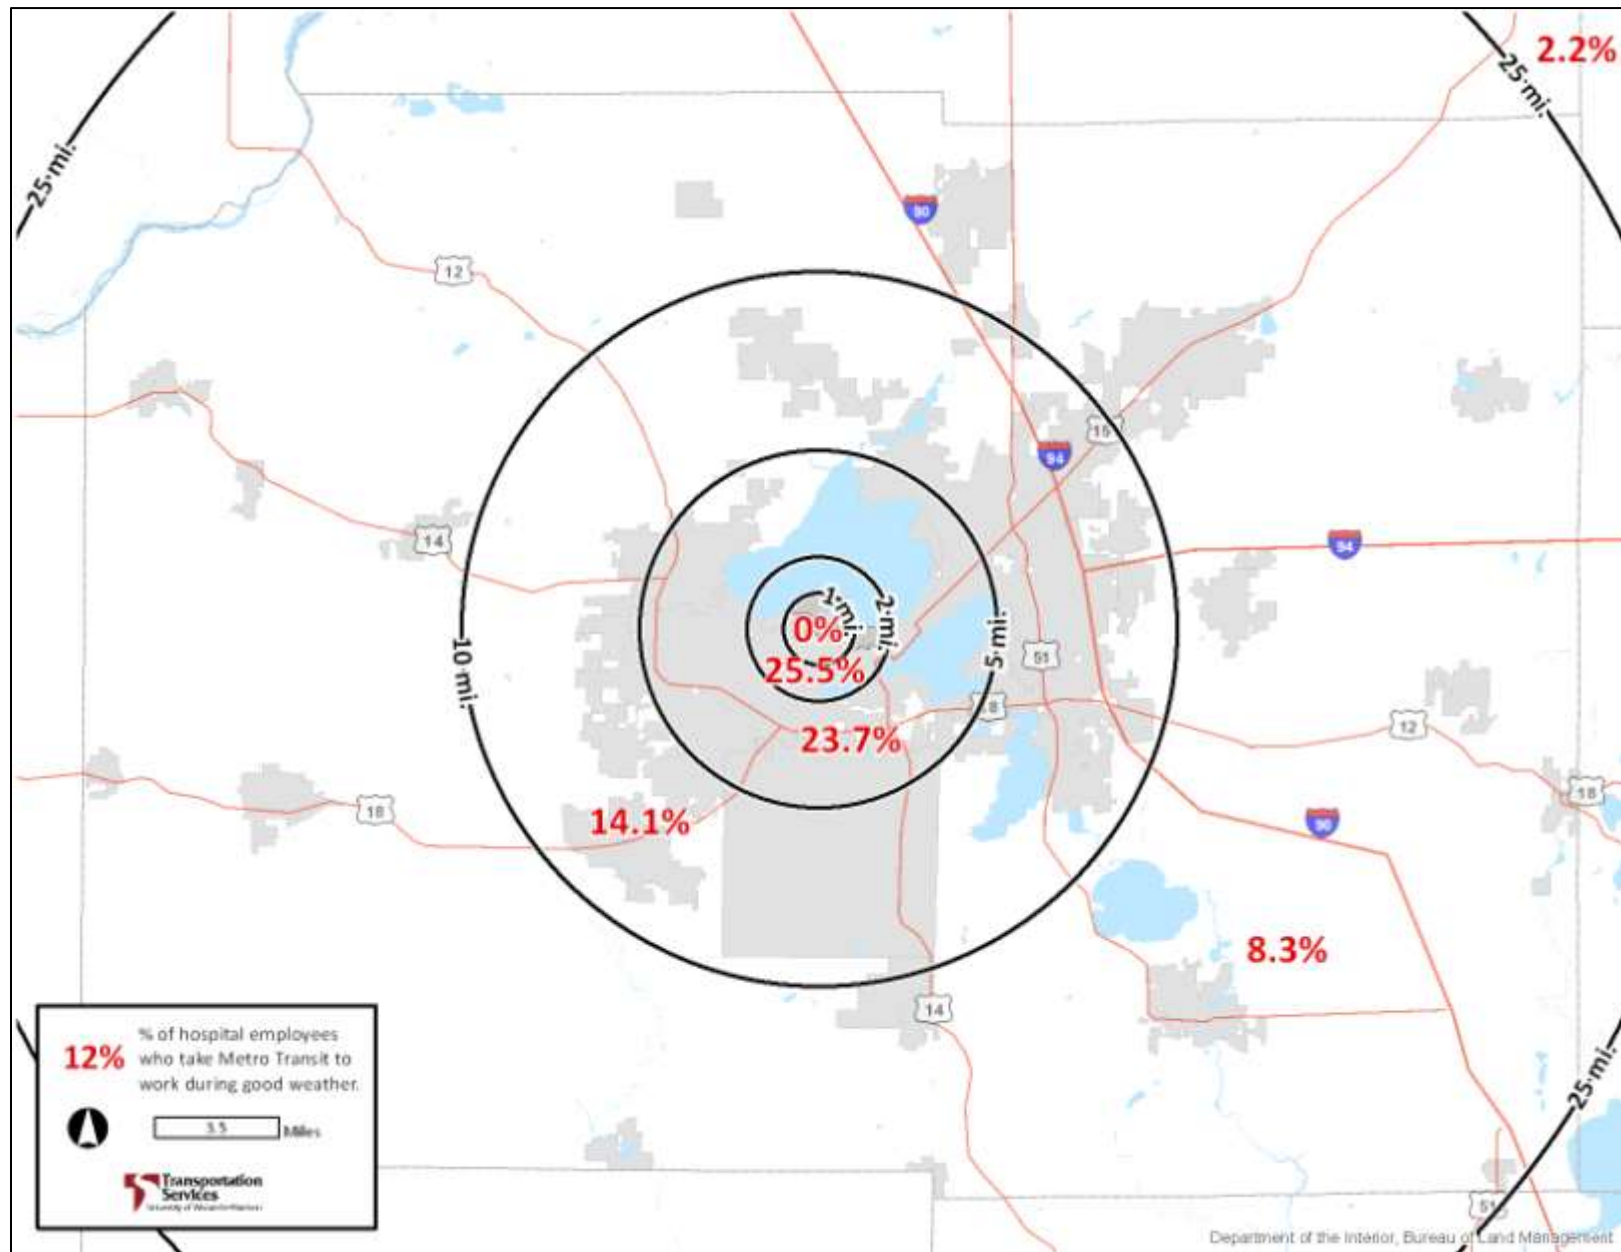 2.2%
25 mi.
25 mi.
90
12
15
94
14
94
1 mi.
2 mi.
0%
5 mi.
51
10 mi.
25.5%
18
12
23.7%
18
18
14.1%
90
8.3%
14
25 mi.
51
12%
% of hospital employees
who take Metro Transit to
work during good weather.
3.5 Miles
Transportation
Services
Department of the Interior, Bureau of Land Management